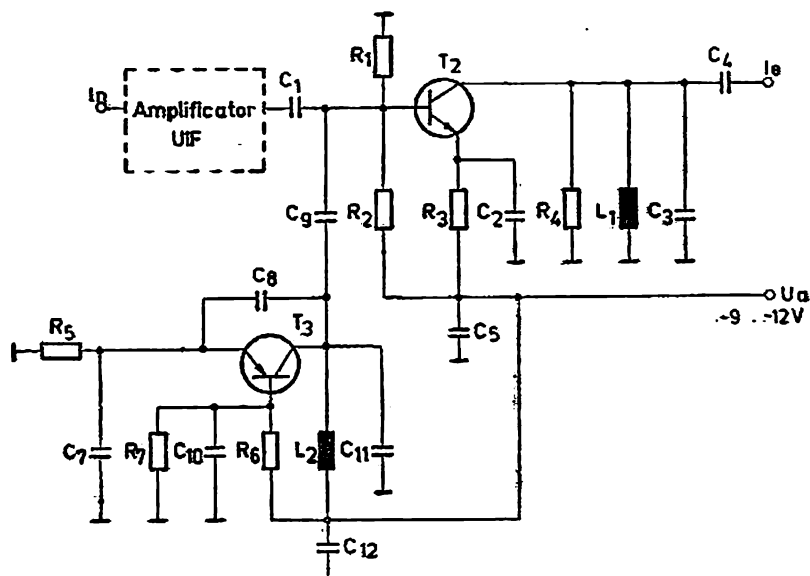 R1
T2
C4
In
Amplificator
UIF
C1
Ie
C9
R2
R3
C2
R4
L1
C3
C8
Ua
-9 ..-12V
R5
T3
C5
C7
R7
C10
R6
L2
C11
C12